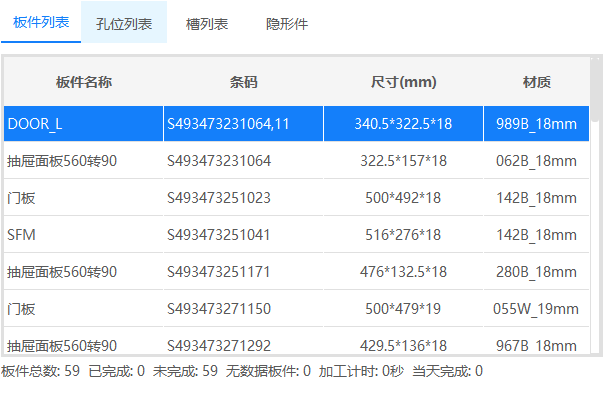 板件列表 孔位列表 槽列表 隐形件
板件名称 条码 尺寸(mm) 材质
DOOR_L S493473231064,11 340.5*322.5*18 989B_18mm
抽屉面板560转90 S493473231064 322.5*157*18 062B_18mm
门板 S493473251023 500*492*18 142B_18mm
SFM S493473251041 516*276*18 142B_18mm
抽屉面板560转90 S493473251171 476*132.5*18 280B_18mm
门板 S493473271150 500*479*19 055W_19mm
抽屉面板560转90 S493473271292 429.5*136*18 967B_18mm
板件总数: 59 已完成: 0 未完成: 59 无数据板件: 0 加工计时: 0秒 当天完成: 0